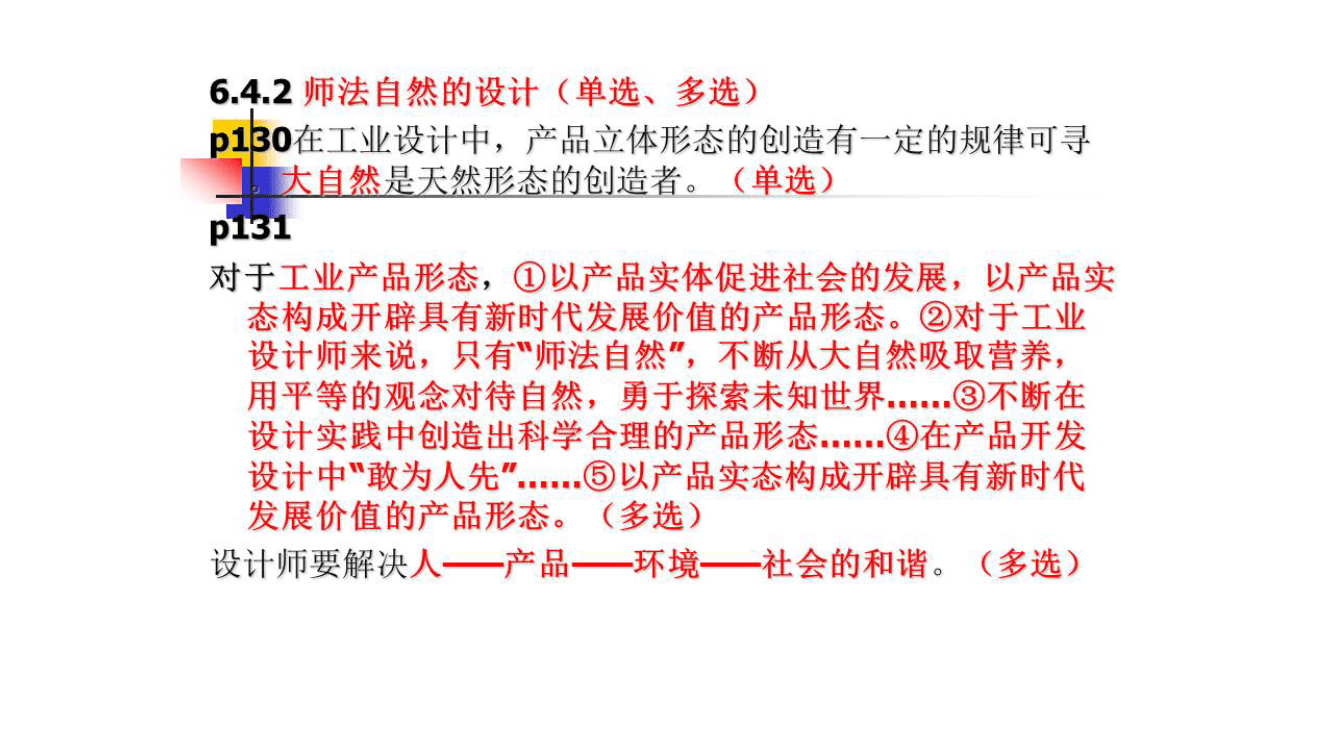 6.4.2 师法自然的设计（单选、多选）
p130在工业设计中，产品立体形态的创造有一定的规律可寻
。大自然是天然形态的创造者。（单选）
p131
对于工业产品形态，①以产品实体促进社会的发展，以产品实
态构成开辟具有新时代发展价值的产品形态。②对于工业
设计师来说，只有“师法自然”，不断从大自然吸取营养，
用平等的观念对待自然，勇于探索未知世界……③不断在
设计实践中创造出科学合理的产品形态……④在产品开发
设计中“敢为人先”……⑤以产品实态构成开辟具有新时代
发展价值的产品形态。（多选）
设计师要解决人——产品——环境——社会的和谐。（多选）